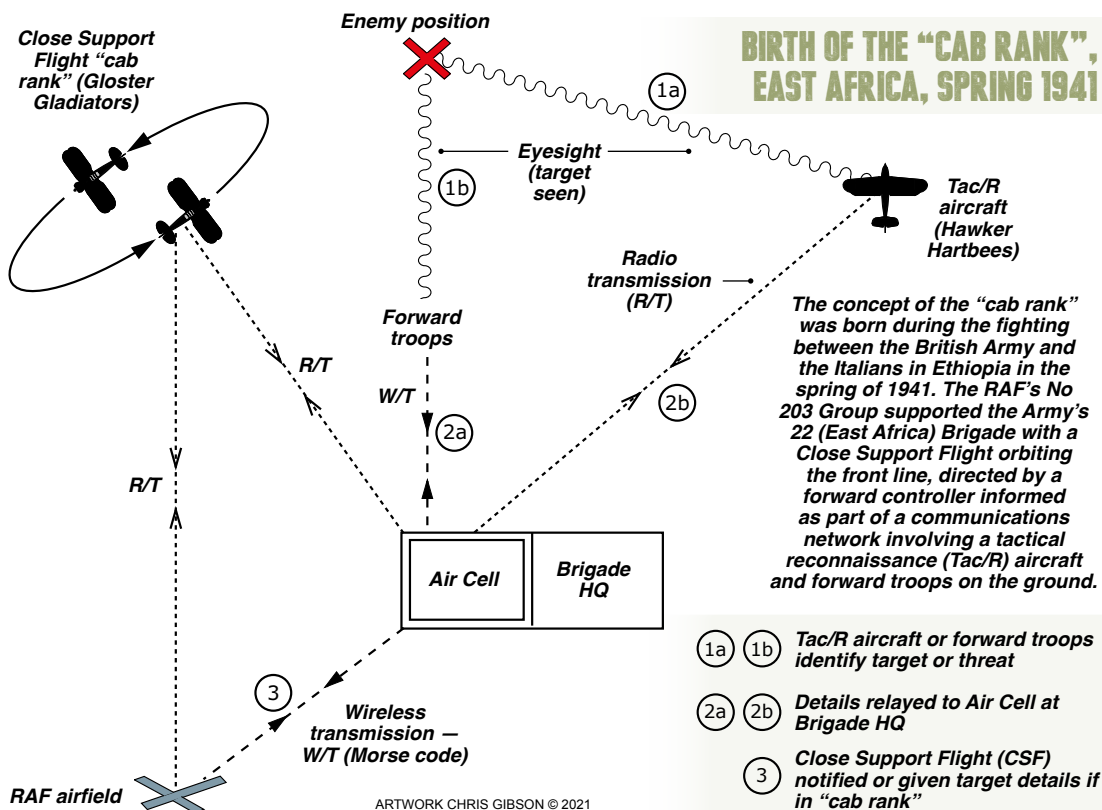 BIRTH OF THE “CAB RANK”,
EAST AFRICA, SPRING 1941
Enemy position
Close Support
Flight “cab
rank” (Gloster
Gladiators)
1a
Eyesight
(target
seen)
1b
Tac/R
aircraft
(Hawker
Hartbees)
Radio
transmission
(R/T)
Forward
troops
The concept of the “cab rank”
was born during the fighting
between the British Army and
the Italians in Ethiopia in the
spring of 1941. The RAF’s No
203 Group supported the Army’s
22 (East Africa) Brigade with a
Close Support Flight orbiting
the front line, directed by a
forward controller informed
as part of a communications
network involving a tactical
reconnaissance (Tac/R) aircraft
and forward troops on the ground.
R/T
W/T
2a
2b
R/T
Air Cell
Brigade
HQ
3
Wireless
transmission —
W/T (Morse code)
RAF airfield
1a 1b Tac/R aircraft or forward troops
identify target or threat
2a 2b Details relayed to Air Cell at
Brigade HQ
3 Close Support Flight (CSF)
notified or given target details if
in “cab rank”
ARTWORK CHRIS GIBSON © 2021